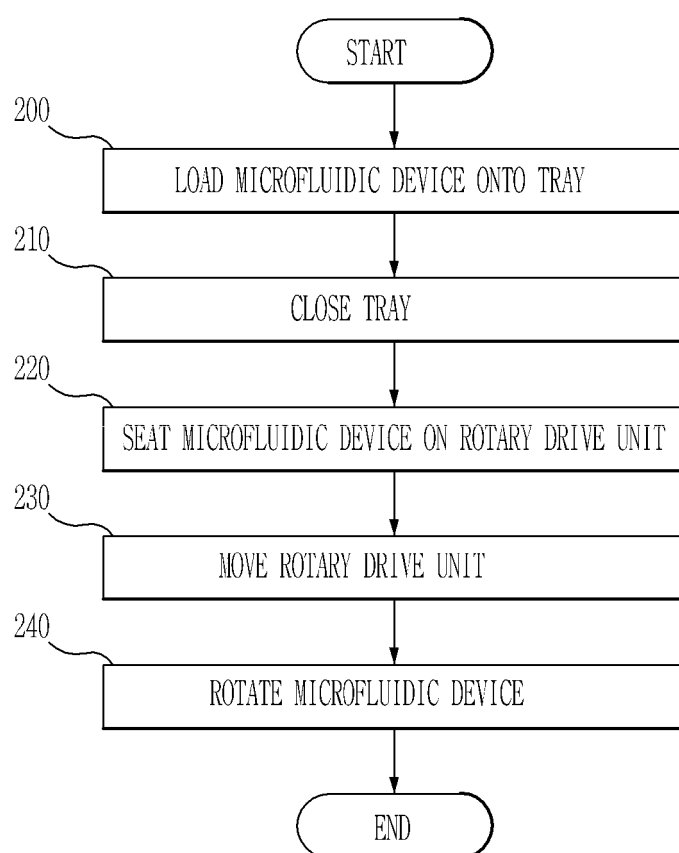 START
200
LOAD MICROFLUIDIC DEVICE ONTO TRAY
210
CLOSE TRAY
220
SEAT MICROFLUIDIC DEVICE ON ROTARY DRIVE UNIT
230
MOVE ROTARY DRIVE UNIT
240
ROTATE MICROFLUIDIC DEVICE
END